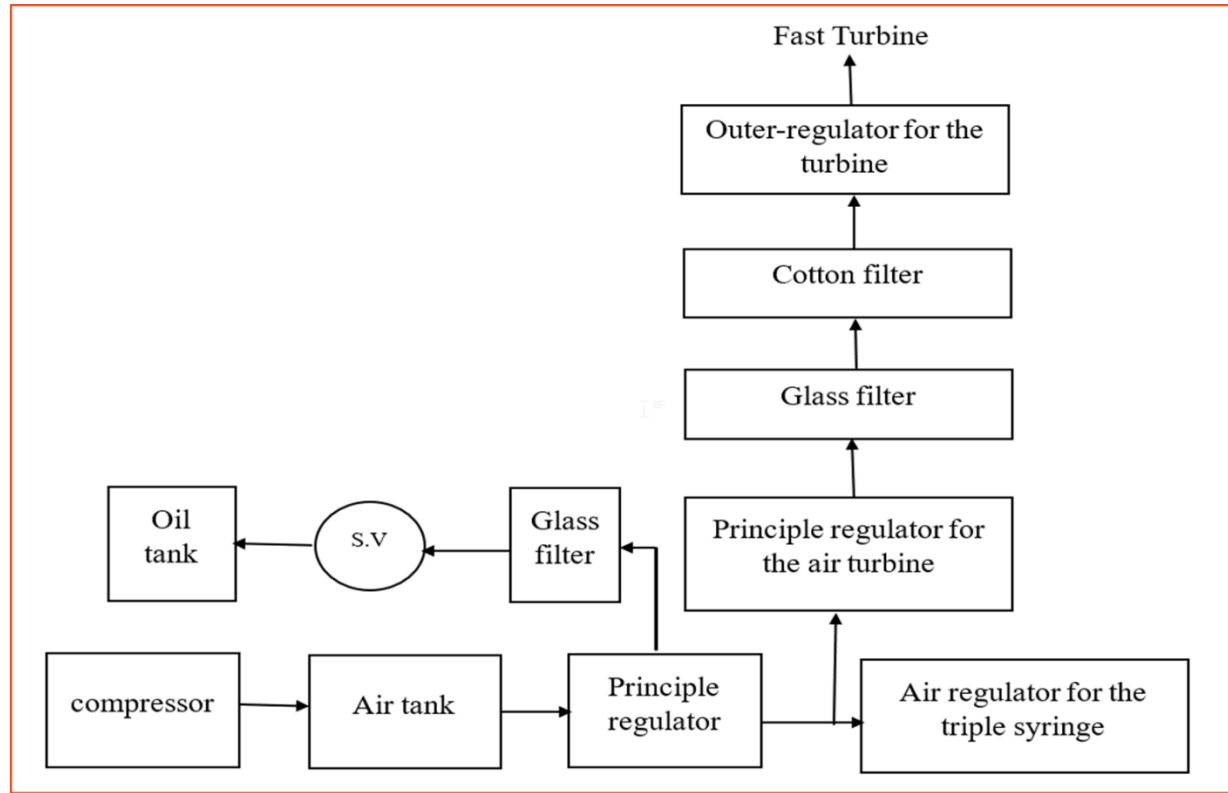 Fast Turbine
Outer-regulator for the
turbine
Cotton filter
Glass filter
Principle regulator for
the air turbine
Oil
tank
S.V
Glass
filter
compressor
Air tank
Principle
regulator
Air regulator for the
triple syringe